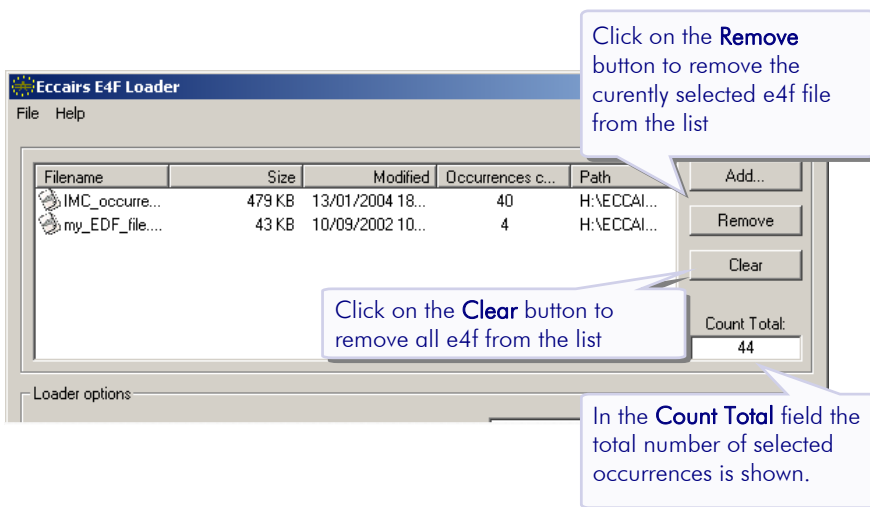 Click on the Remove
button to remove the
curently selected e4f file
from the list
Eccairs E4F Loader
File Help
Filename Size Modified Occurrences c... Path
IMC_occurre... 479 KB 13/01/2004 18... 40 H:\ECCAI...
my_EDF_file.... 43 KB 10/09/2002 10... 4 H:\ECCAI...
Add...
Remove
Clear
Click on the Clear button to
remove all e4f from the list
Count Total:
44
Loader options
In the Count Total field the
total number of selected
occurrences is shown.